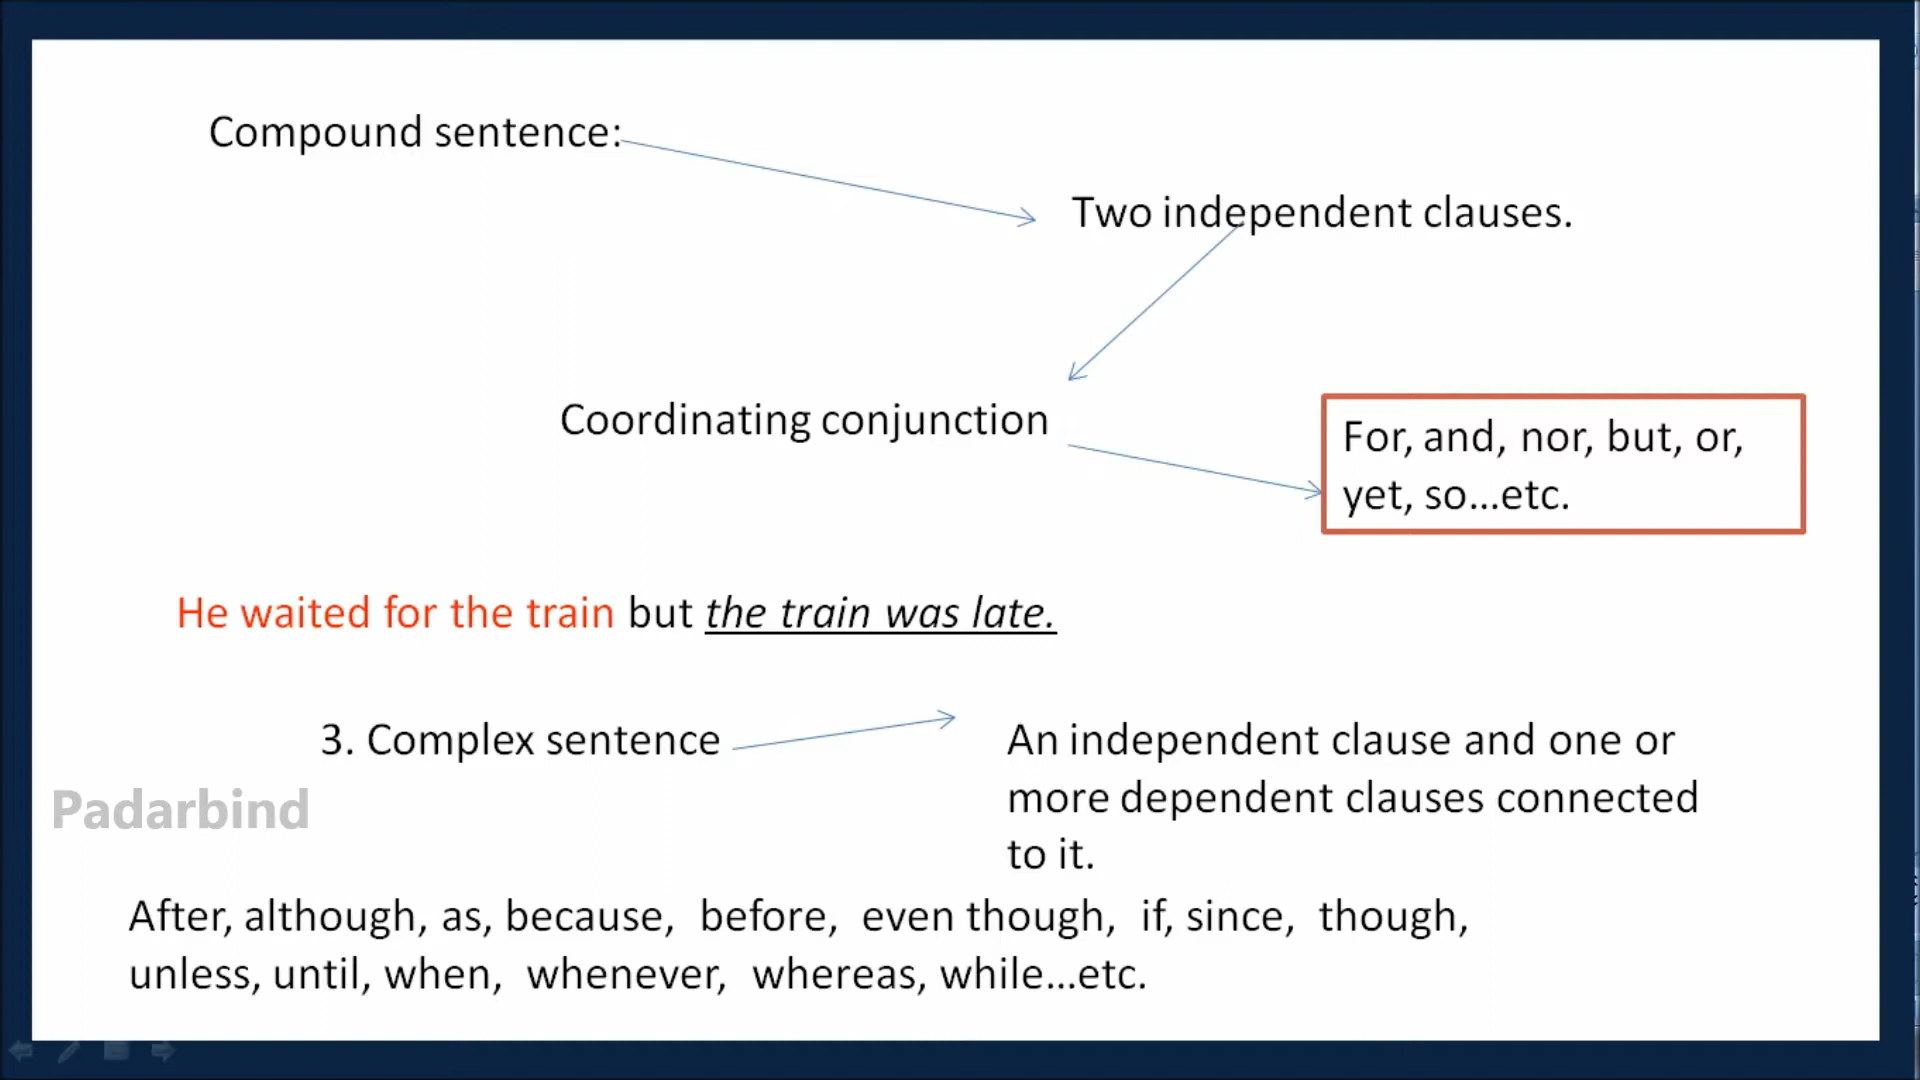 Compound sentence:
Two independent clauses.
Coordinating conjunction
For, and, nor, but, or,
yet, so...etc.
He waited for the train but the train was late.
3. Complex sentence
An independent clause and one or
more dependent clauses connected
to it.
Padarbind
After, although, as, because, before, even though, if, since, though,
unless, until, when, whenever, whereas, while...etc.